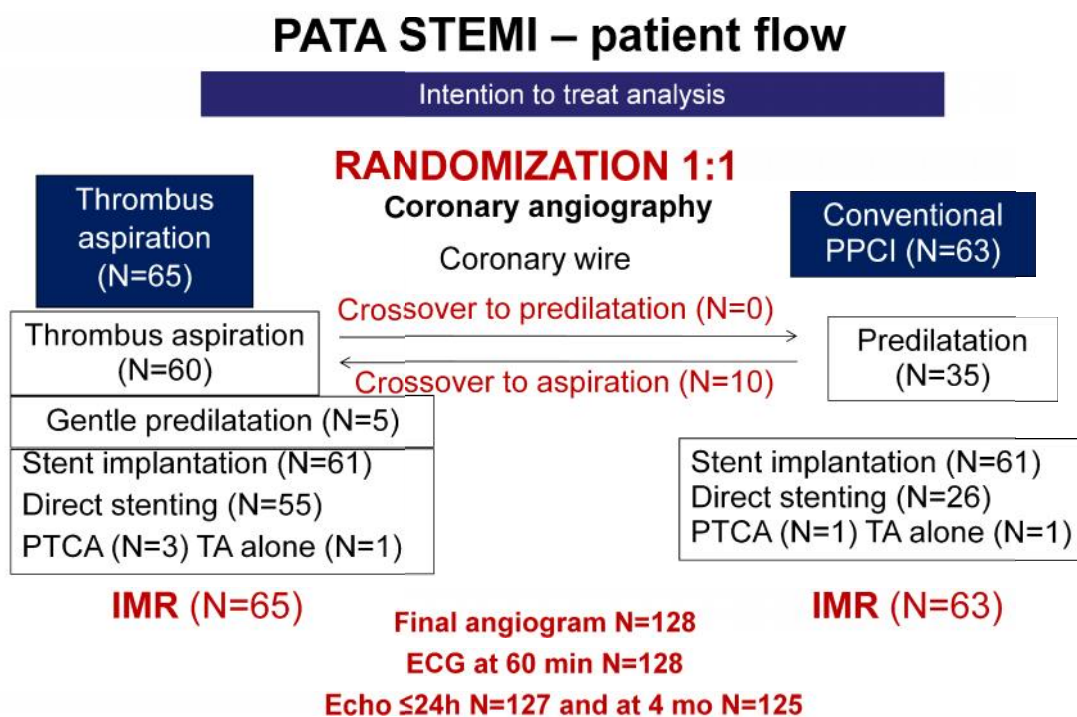 PATA STEMI – patient flow
Intention to treat analysis
RANDOMIZATION 1:1
Coronary angiography
Coronary wire
Thrombus
aspiration
(N=65)
Conventional
PPCI (N=63)
Crossover to predilatation (N=0)
Crossover to aspiration (N=10)
Thrombus aspiration
(N=60)
Predilatation
(N=35)
Gentle predilatation (N=5)
Stent implantation (N=61)
Direct stenting (N=55)
PTCA (N=3) TA alone (N=1)
Stent implantation (N=61)
Direct stenting (N=26)
PTCA (N=1) TA alone (N=1)
IMR (N=65)
IMR (N=63)
Final angiogram N=128
ECG at 60 min N=128
Echo ≤24h N=127 and at 4 mo N=125